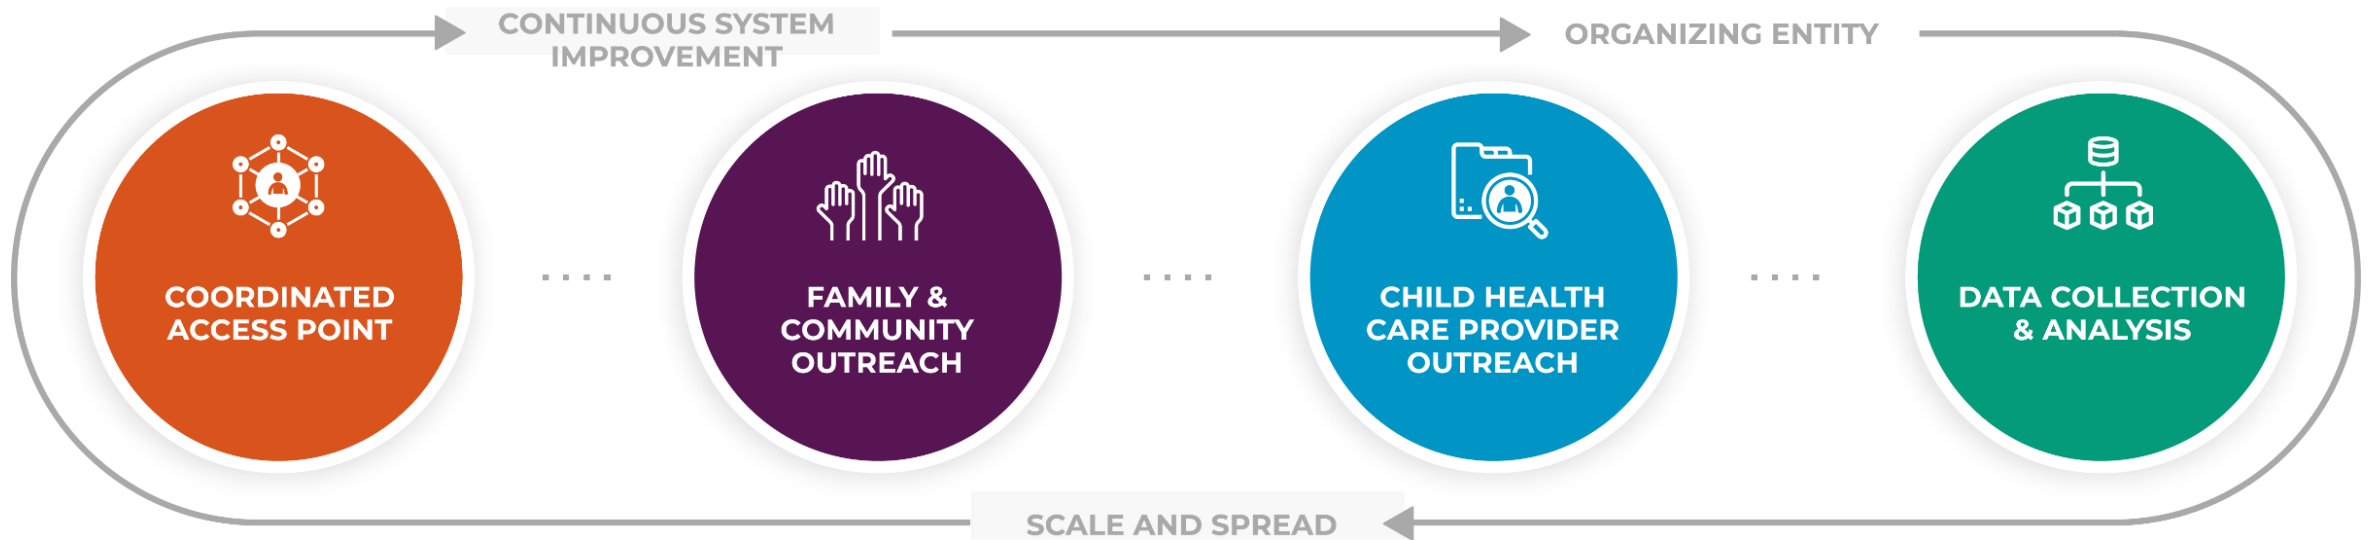 CONTINUOUS SYSTEM
IMPROVEMENT
ORGANIZING ENTITY
COORDINATED
ACCESS POINT
FAMILY &
COMMUNITY
OUTREACH
CHILD HEALTH
CARE PROVIDER
OUTREACH
DATA COLLECTION
& ANALYSIS
SCALE AND SPREAD